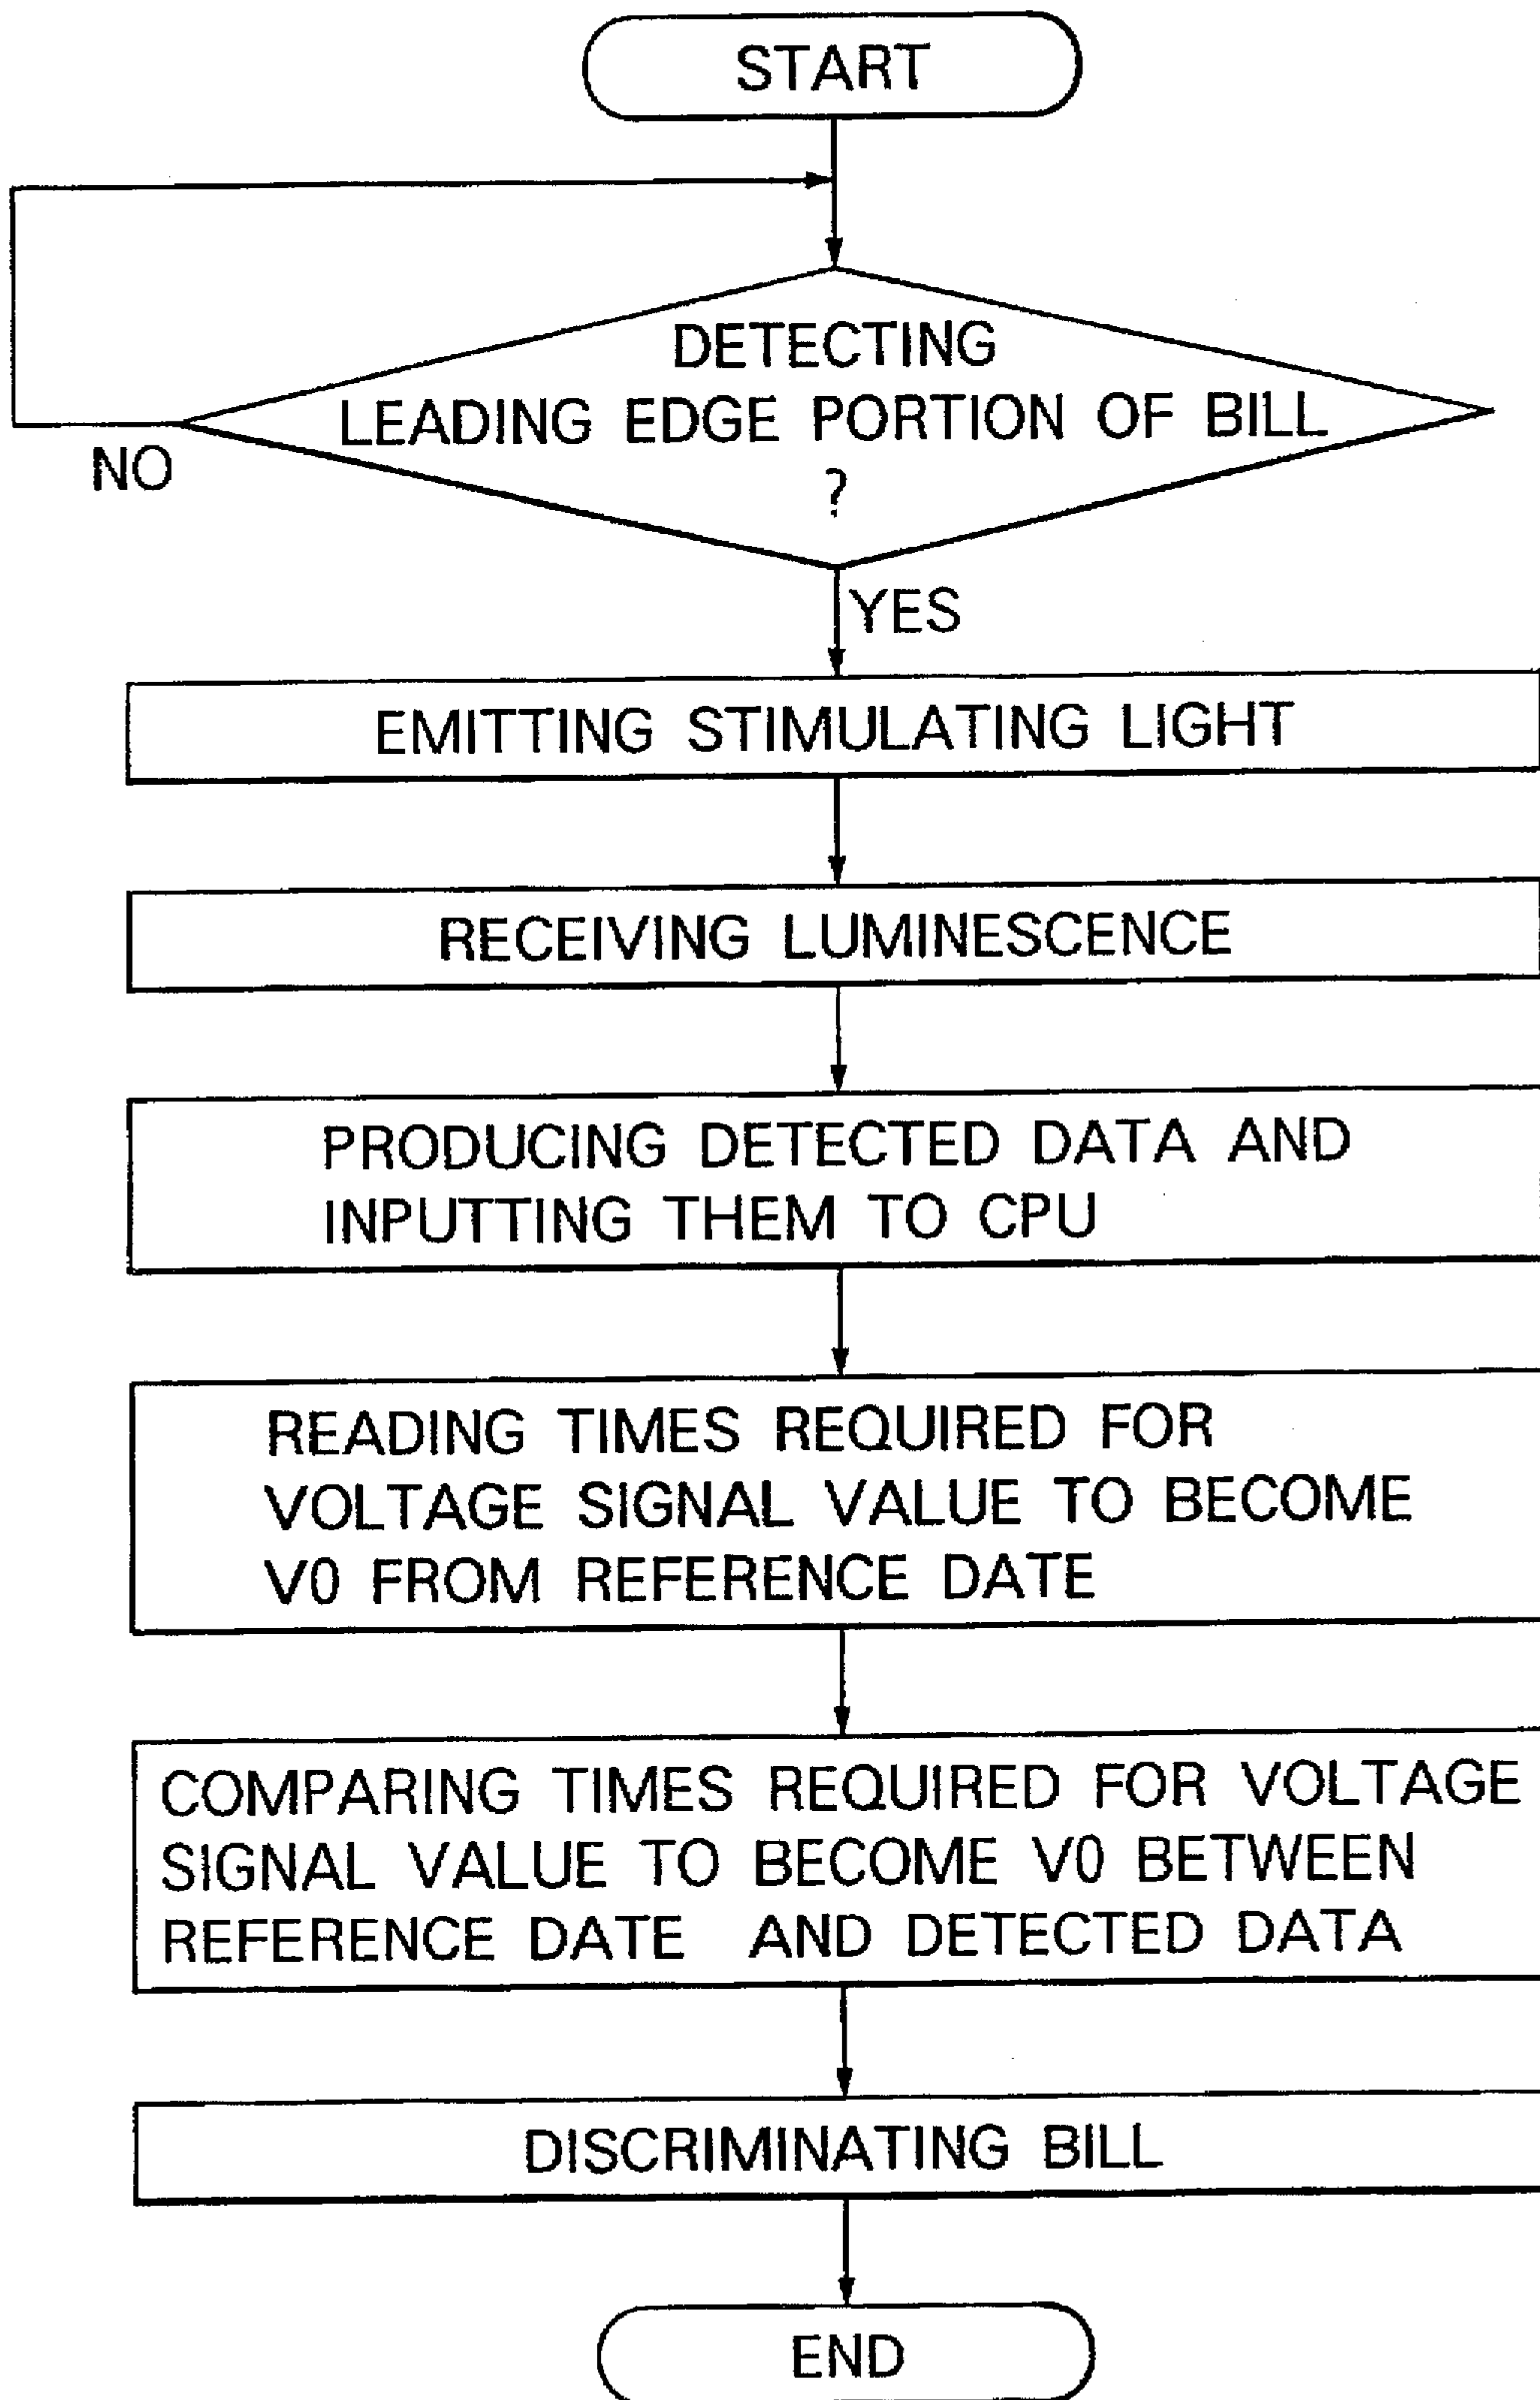 START
DETECTING
LEADING EDGE PORTION OF BILL
?
NO
YES
EMITTING STIMULATING LIGHT
RECEIVING LUMINESCENCE
PRODUCING DETECTED DATA AND
INPUTTING THEM TO CPU
READING TIMES REQUIRED FOR
VOLTAGE SIGNAL VALUE TO BECOME
V0 FROM REFERENCE DATE
COMPARING TIMES REQUIRED FOR VOLTAGE
SIGNAL VALUE TO BECOME V0 BETWEEN
REFERENCE DATE AND DETECTED DATA
DISCRIMINATING BILL
END